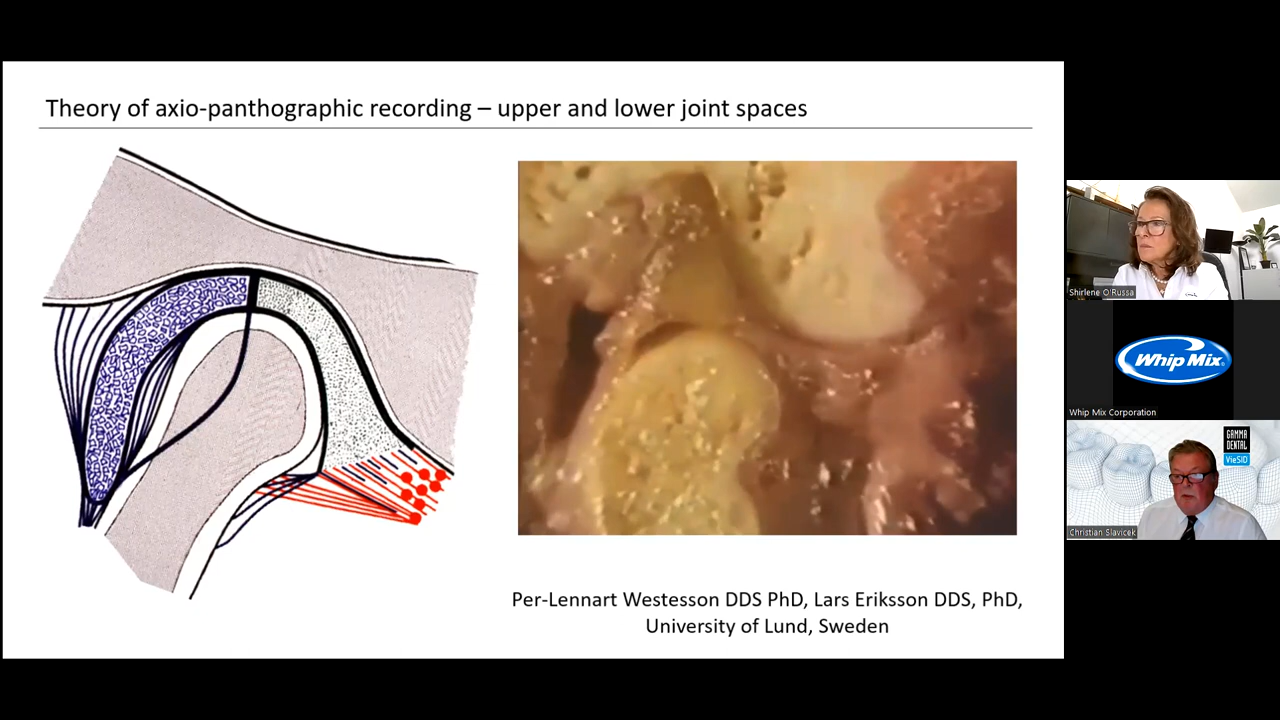 Theory of axio-panthographic recording – upper and lower joint spaces
Per-Lennart Westesson DDS PhD, Lars Eriksson DDS, PhD,
University of Lund, Sweden
Shirlene O'Russa
Whip Mix®
Whip Mix Corporation
GAMMA
DENTAL
VieSID
Christian Slavicek